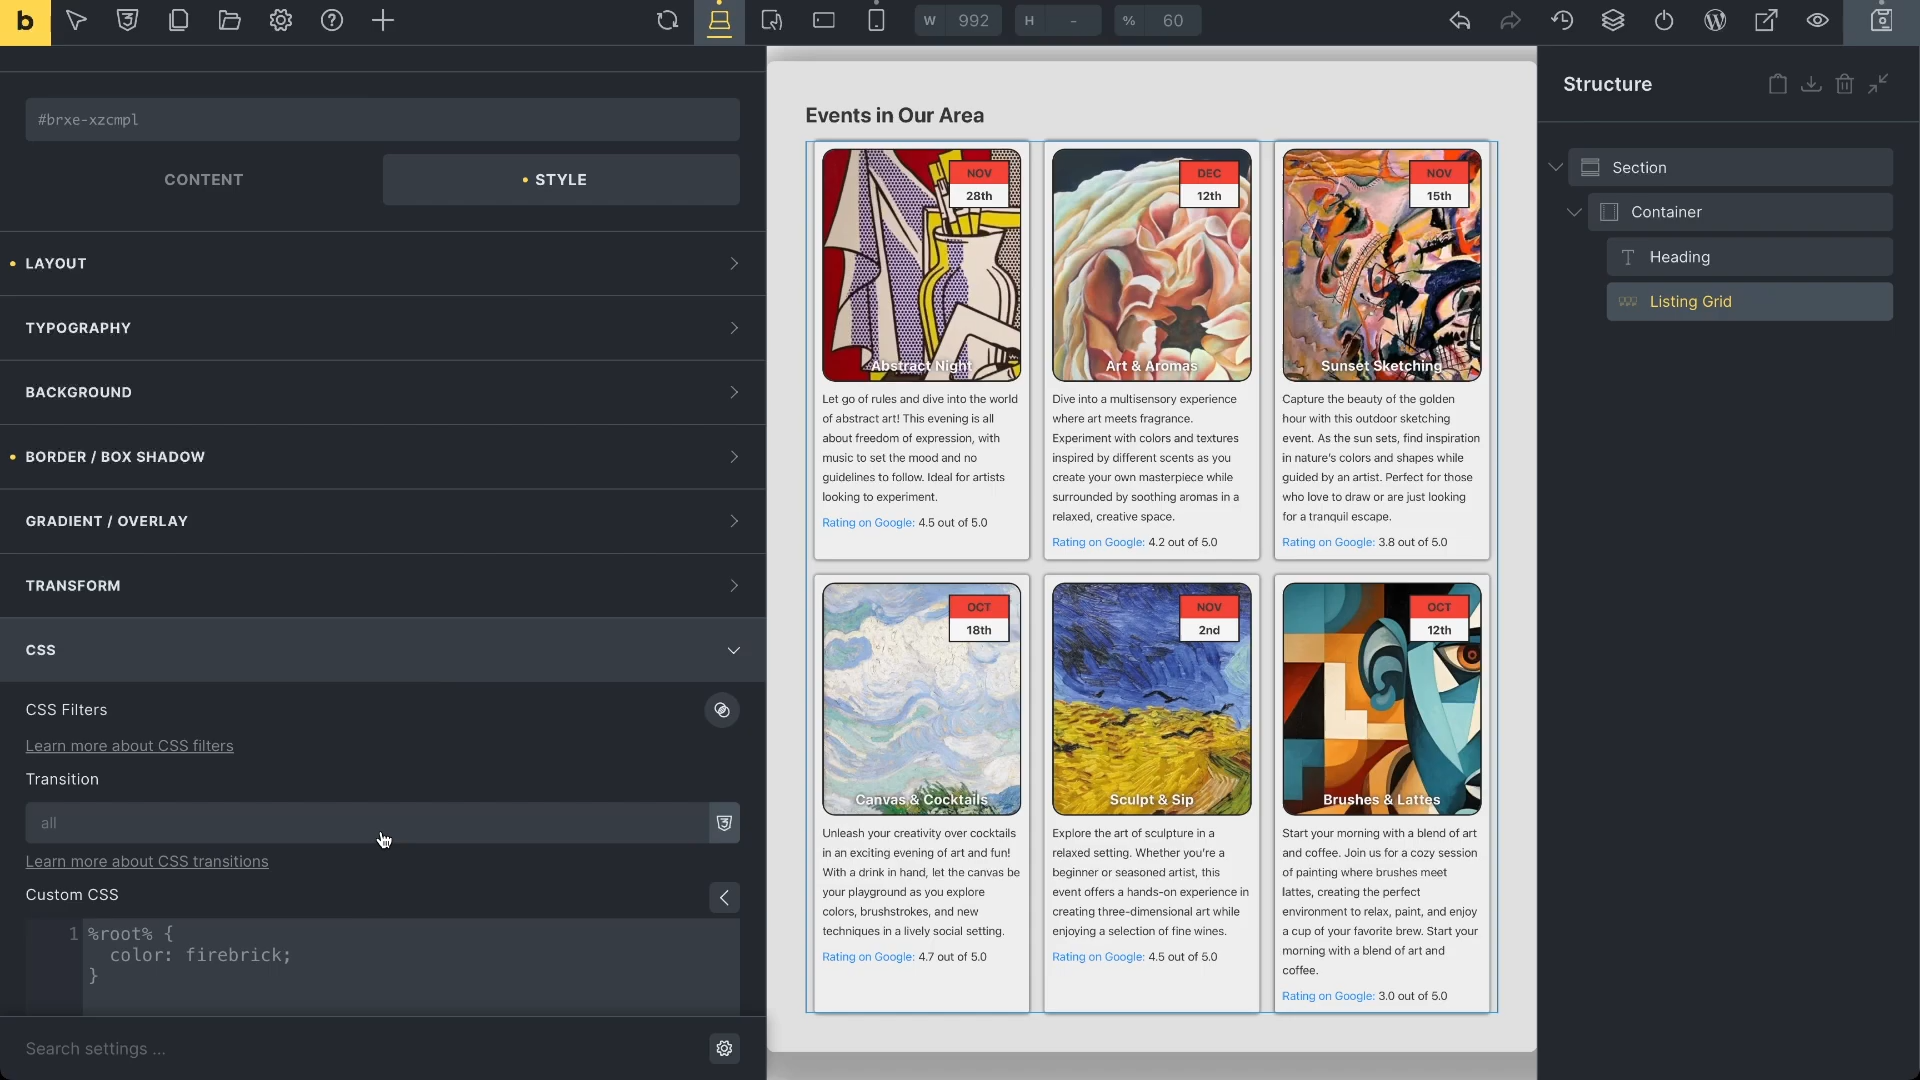 b
W 992
H -
% 60
#brxe-xzcmpl
CONTENT
STYLE
LAYOUT
TYPOGRAPHY
BACKGROUND
BORDER / BOX SHADOW
GRADIENT / OVERLAY
TRANSFORM
CSS
CSS Filters
Learn more about CSS filters
Transition
all
Learn more about CSS transitions
Custom CSS
1 %root% {
color: firebrick;
}
Search settings ...
Events in Our Area
NOV
28th
Abstract Night
Let go of rules and dive into the world
of abstract art! This evening is all
about freedom of expression, with
music to set the mood and no
guidelines to follow. Ideal for artists
looking to experiment.
Rating on Google: 4.5 out of 5.0
DEC
12th
Art & Aromas
Dive into a multisensory experience
where art meets fragrance.
Experiment with colors and textures
inspired by different scents as you
create your own masterpiece while
surrounded by soothing aromas in a
relaxed, creative space.
Rating on Google: 4.2 out of 5.0
NOV
15th
Sunset Sketching
Capture the beauty of the golden
hour with this outdoor sketching
event. As the sun sets, find inspiration
in nature's colors and shapes while
guided by an artist. Perfect for those
who love to draw or are just looking
for a tranquil escape.
Rating on Google: 3.8 out of 5.0
OCT
18th
Canvas & Cocktails
Unleash your creativity over cocktails
in an exciting evening of art and fun!
With a drink in hand, let the canvas be
your playground as you explore
colors, brushstrokes, and new
techniques in a lively social setting.
Rating on Google: 4.7 out of 5.0
NOV
2nd
Sculpt & Sip
Explore the art of sculpture in a
relaxed setting. Whether you're a
beginner or seasoned artist, this
event offers a hands-on experience in
creating three-dimensional art while
enjoying a selection of fine wines.
Rating on Google: 4.5 out of 5.0
OCT
12th
Brushes & Lattes
Start your morning with a blend of art
and coffee. Join us for a cozy session
of painting where brushes meet
lattes, creating the perfect
environment to relax, paint, and enjoy
a cup of your favorite brew. Start your
morning with a blend of art and
coffee.
Rating on Google: 3.0 out of 5.0
Structure
Section
Container
Heading
Listing Grid